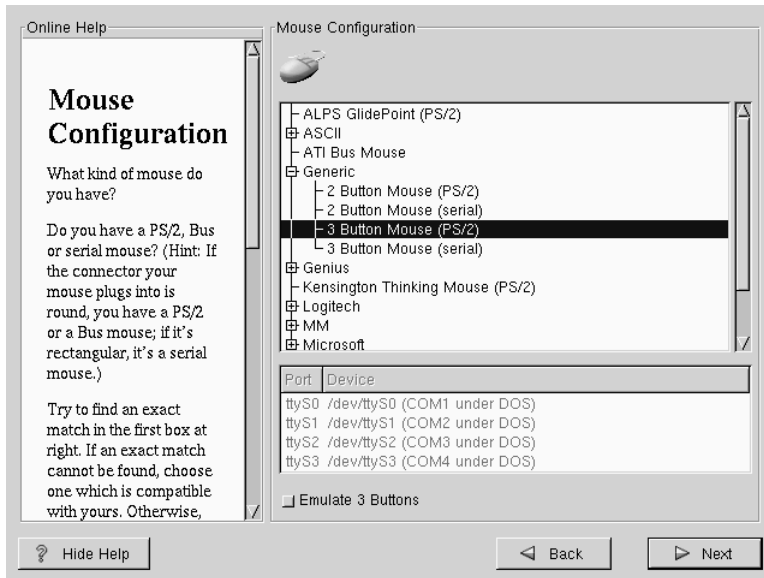 Online Help
Mouse
Configuration
What kind of mouse do
you have?
Do you have a PS/2, Bus
or serial mouse? (Hint: If
the connector your
mouse plugs into is
round, you have a PS/2
or a Bus mouse; if it's
rectangular, it's a serial
mouse.)
Try to find an exact
match in the first box at
right. If an exact match
cannot be found, choose
one which is compatible
with yours. Otherwise,
Mouse Configuration
ALPS GlidePoint (PS/2)
ASCII
ATI Bus Mouse
Generic
2 Button Mouse (PS/2)
2 Button Mouse (serial)
3 Button Mouse (PS/2)
3 Button Mouse (serial)
Genius
Kensington Thinking Mouse (PS/2)
Logitech
MM
Microsoft
Port Device
ttyS0 /dev/ttyS0 (COM1 under DOS)
ttyS1 /dev/ttyS1 (COM2 under DOS)
ttyS2 /dev/ttyS2 (COM3 under DOS)
ttyS3 /dev/ttyS3 (COM4 under DOS)
Emulate 3 Buttons
Hide Help
Back
Next